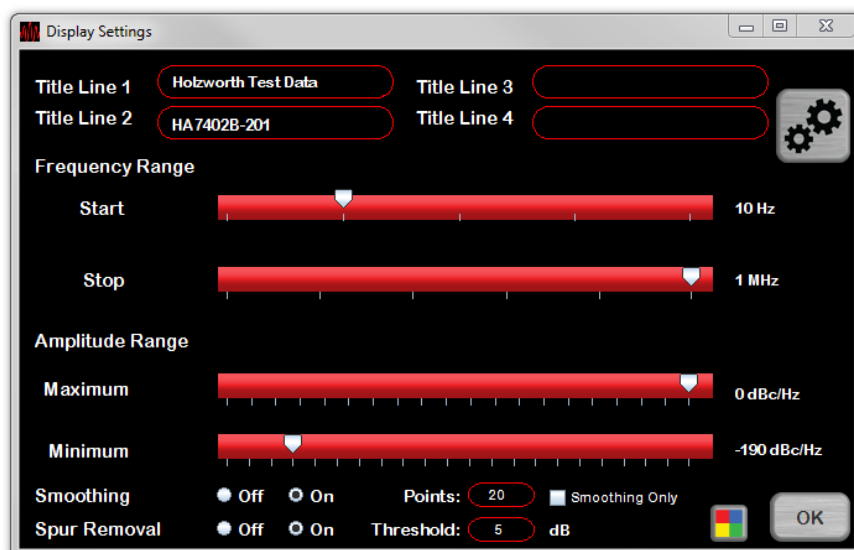 Display Settings
Title Line 1 Holzworth Test Data Title Line 3
Title Line 2 HA7402B-201 Title Line 4
Frequency Range
Start 10 Hz
Stop 1 MHz
Amplitude Range
Maximum 0 dBc/Hz
Minimum -190 dBc/Hz
Smoothing Off On Points: 20 Smoothing Only
Spur Removal Off On Threshold: 5 dB OK